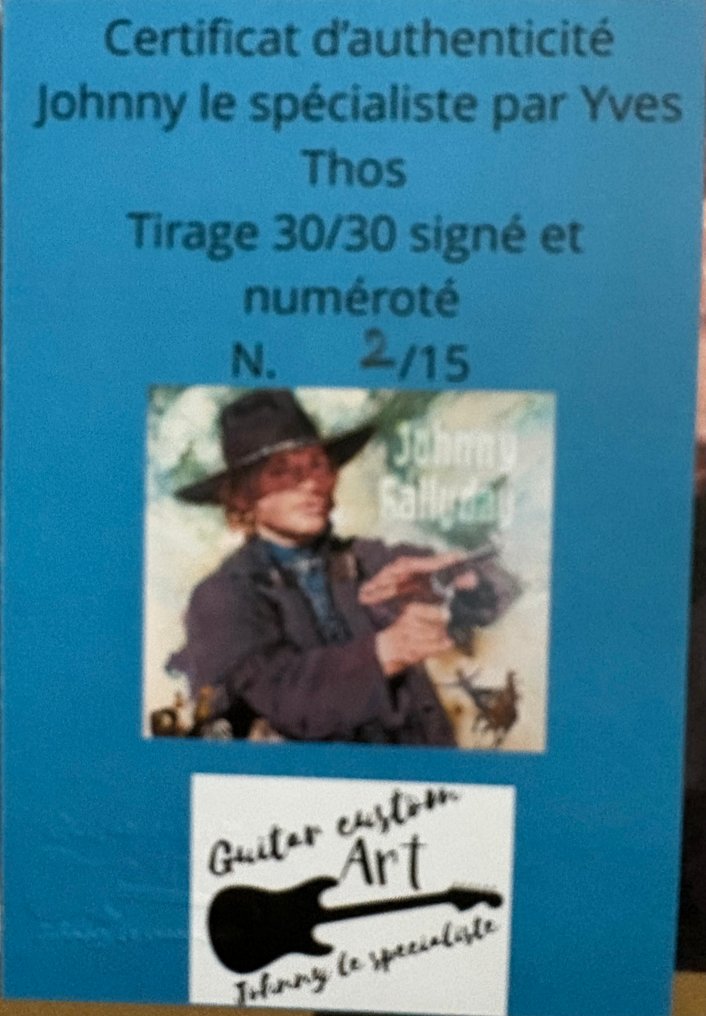 Certificat d'authenticité
Johnny le spécialiste par Yves
Thos
Tirage 30/30 signé et
numéroté
N. 2/15
Johnny
Hallyday
Guitar custom
Art
Johnny le specialiste